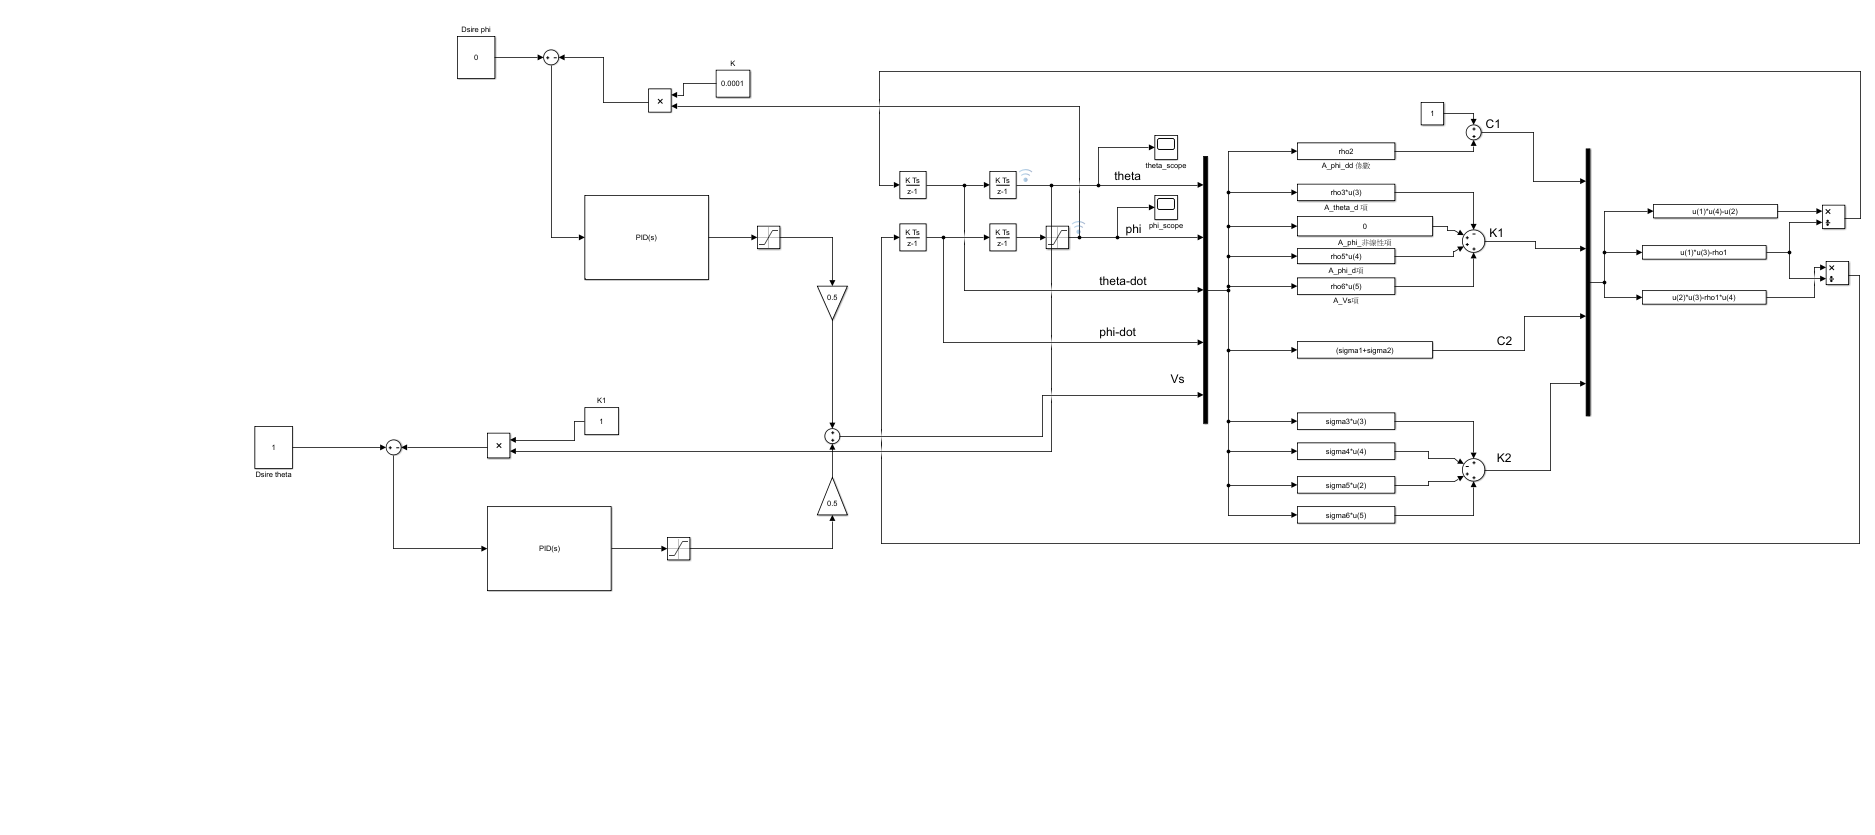 Dsire phi
0
K
0.0001
×
+ -
PID(s)
0.5
K Ts
z-1
K Ts
z-1
K Ts
z-1
K Ts
z-1
theta_scope
theta
phi_scope
phi
theta-dot
phi-dot
Vs
1
C1
rho2
A_phi_dd 係數
rho3*u(3)
A_theta_d 項
0
A_phi_非線性項
K1
rho5*u(4)
A_phi_d項
rho6*u(5)
A_Vs項
(sigma1+sigma2)
C2
sigma3*u(3)
sigma4*u(4)
K2
sigma5*u(2)
sigma6*u(5)
u(1)*u(4)-u(2)
×
÷
u(1)*u(3)-rho1
×
÷
u(2)*u(3)-rho1*u(4)
K1
1
1
Dsire theta
+ -
×
0.5
PID(s)